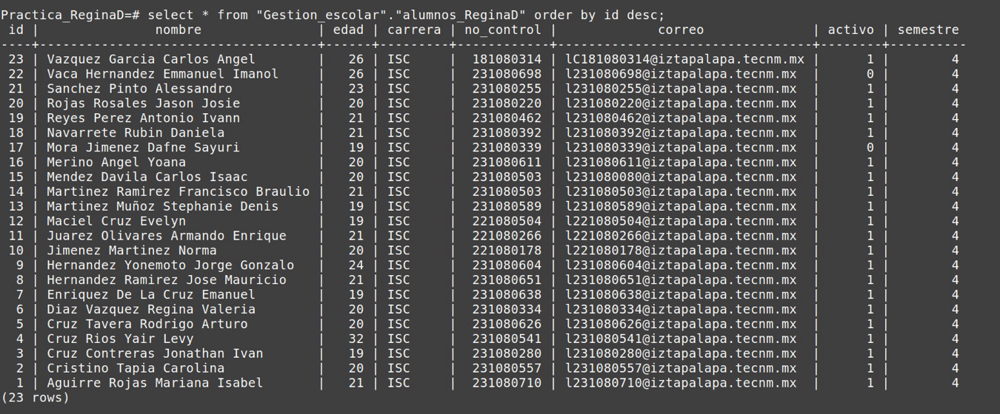 Practica_ReginaD=# select * from "Gestion_escolar"."alumnos_ReginaD" order by id desc;
 id |               nombre               | edad | carrera | no_control |             correo              | activo | semestre
----+------------------------------------+------+---------+------------+---------------------------------+--------+----------
 23 | Vazquez Garcia Carlos Angel        |   26 | ISC     |  181080314 | lC181080314@iztapalapa.tecnm.mx |      1 |        4
 22 | Vaca Hernandez Emmanuel Imanol     |   26 | ISC     |  231080698 | l231080698@iztapalapa.tecnm.mx  |      0 |        4
 21 | Sanchez Pinto Alessandro           |   23 | ISC     |  231080255 | l231080255@iztapalapa.tecnm.mx  |      1 |        4
 20 | Rojas Rosales Jason Josie          |   20 | ISC     |  231080220 | l231080220@iztapalapa.tecnm.mx  |      1 |        4
 19 | Reyes Perez Antonio Ivann          |   21 | ISC     |  231080462 | l231080462@iztapalapa.tecnm.mx  |      1 |        4
 18 | Navarrete Rubin Daniela            |   21 | ISC     |  231080392 | l231080392@iztapalapa.tecnm.mx  |      1 |        4
 17 | Mora Jimenez Dafne Sayuri          |   19 | ISC     |  231080339 | l231080339@iztapalapa.tecnm.mx  |      0 |        4
 16 | Merino Angel Yoana                 |   20 | ISC     |  231080611 | l231080611@iztapalapa.tecnm.mx  |      1 |        4
 15 | Mendez Davila Carlos Isaac         |   20 | ISC     |  231080503 | l231080080@iztapalapa.tecnm.mx  |      1 |        4
 14 | Martinez Ramirez Francisco Braulio |   21 | ISC     |  231080503 | l231080503@iztapalapa.tecnm.mx  |      1 |        4
 13 | Martinez Muñoz Stephanie Denis     |   19 | ISC     |  231080589 | l231080589@iztapalapa.tecnm.mx  |      1 |        4
 12 | Maciel Cruz Evelyn                 |   19 | ISC     |  221080504 | l221080504@iztapalapa.tecnm.mx  |      1 |        4
 11 | Juarez Olivares Armando Enrique    |   21 | ISC     |  221080266 | l221080266@iztapalapa.tecnm.mx  |      1 |        4
 10 | Jimenez Martinez Norma             |   20 | ISC     |  221080178 | l221080178@iztapalapa.tecnm.mx  |      1 |        4
  9 | Hernandez Yonemoto Jorge Gonzalo   |   24 | ISC     |  231080604 | l231080604@iztapalapa.tecnm.mx  |      1 |        4
  8 | Hernandez Ramirez Jose Mauricio    |   21 | ISC     |  231080651 | l231080651@iztapalapa.tecnm.mx  |      1 |        4
  7 | Enriquez De La Cruz Emanuel        |   19 | ISC     |  231080638 | l231080638@iztapalapa.tecnm.mx  |      1 |        4
  6 | Diaz Vazquez Regina Valeria        |   20 | ISC     |  231080334 | l231080334@iztapalapa.tecnm.mx  |      1 |        4
  5 | Cruz Tavera Rodrigo Arturo         |   20 | ISC     |  231080626 | l231080626@iztapalapa.tecnm.mx  |      1 |        4
  4 | Cruz Rios Yair Levy                |   32 | ISC     |  231080541 | l231080541@iztapalapa.tecnm.mx  |      1 |        4
  3 | Cruz Contreras Jonathan Ivan       |   19 | ISC     |  231080280 | l231080280@iztapalapa.tecnm.mx  |      1 |        4
  2 | Cristino Tapia Carolina            |   20 | ISC     |  231080557 | l231080557@iztapalapa.tecnm.mx  |      1 |        4
  1 | Aguirre Rojas Mariana Isabel       |   21 | ISC     |  231080710 | l231080710@iztapalapa.tecnm.mx  |      1 |        4
(23 rows)